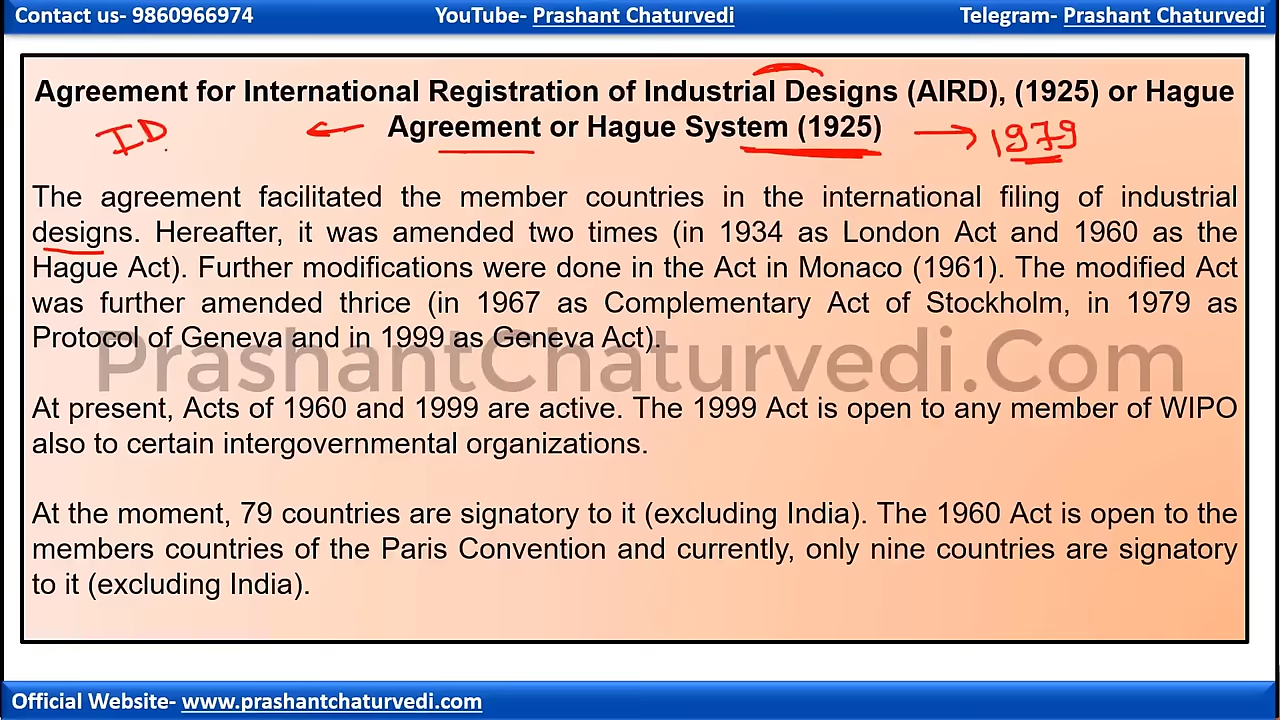 Contact us- 9860966974 YouTube- Prashant Chaturvedi Telegram- Prashant Chaturvedi
Agreement for International Registration of Industrial Designs (AIRD), (1925) or Hague
Agreement or Hague System (1925)
ID
1979
The agreement facilitated the member countries in the international filing of industrial
designs. Hereafter, it was amended two times (in 1934 as London Act and 1960 as the
Hague Act). Further modifications were done in the Act in Monaco (1961). The modified Act
was further amended thrice (in 1967 as Complementary Act of Stockholm, in 1979 as
Protocol of Geneva and in 1999 as Geneva Act).
PrashantChaturvedi.Com
At present, Acts of 1960 and 1999 are active. The 1999 Act is open to any member of WIPO
also to certain intergovernmental organizations.
At the moment, 79 countries are signatory to it (excluding India). The 1960 Act is open to the
members countries of the Paris Convention and currently, only nine countries are signatory
to it (excluding India).
Official Website- www.prashantchaturvedi.com